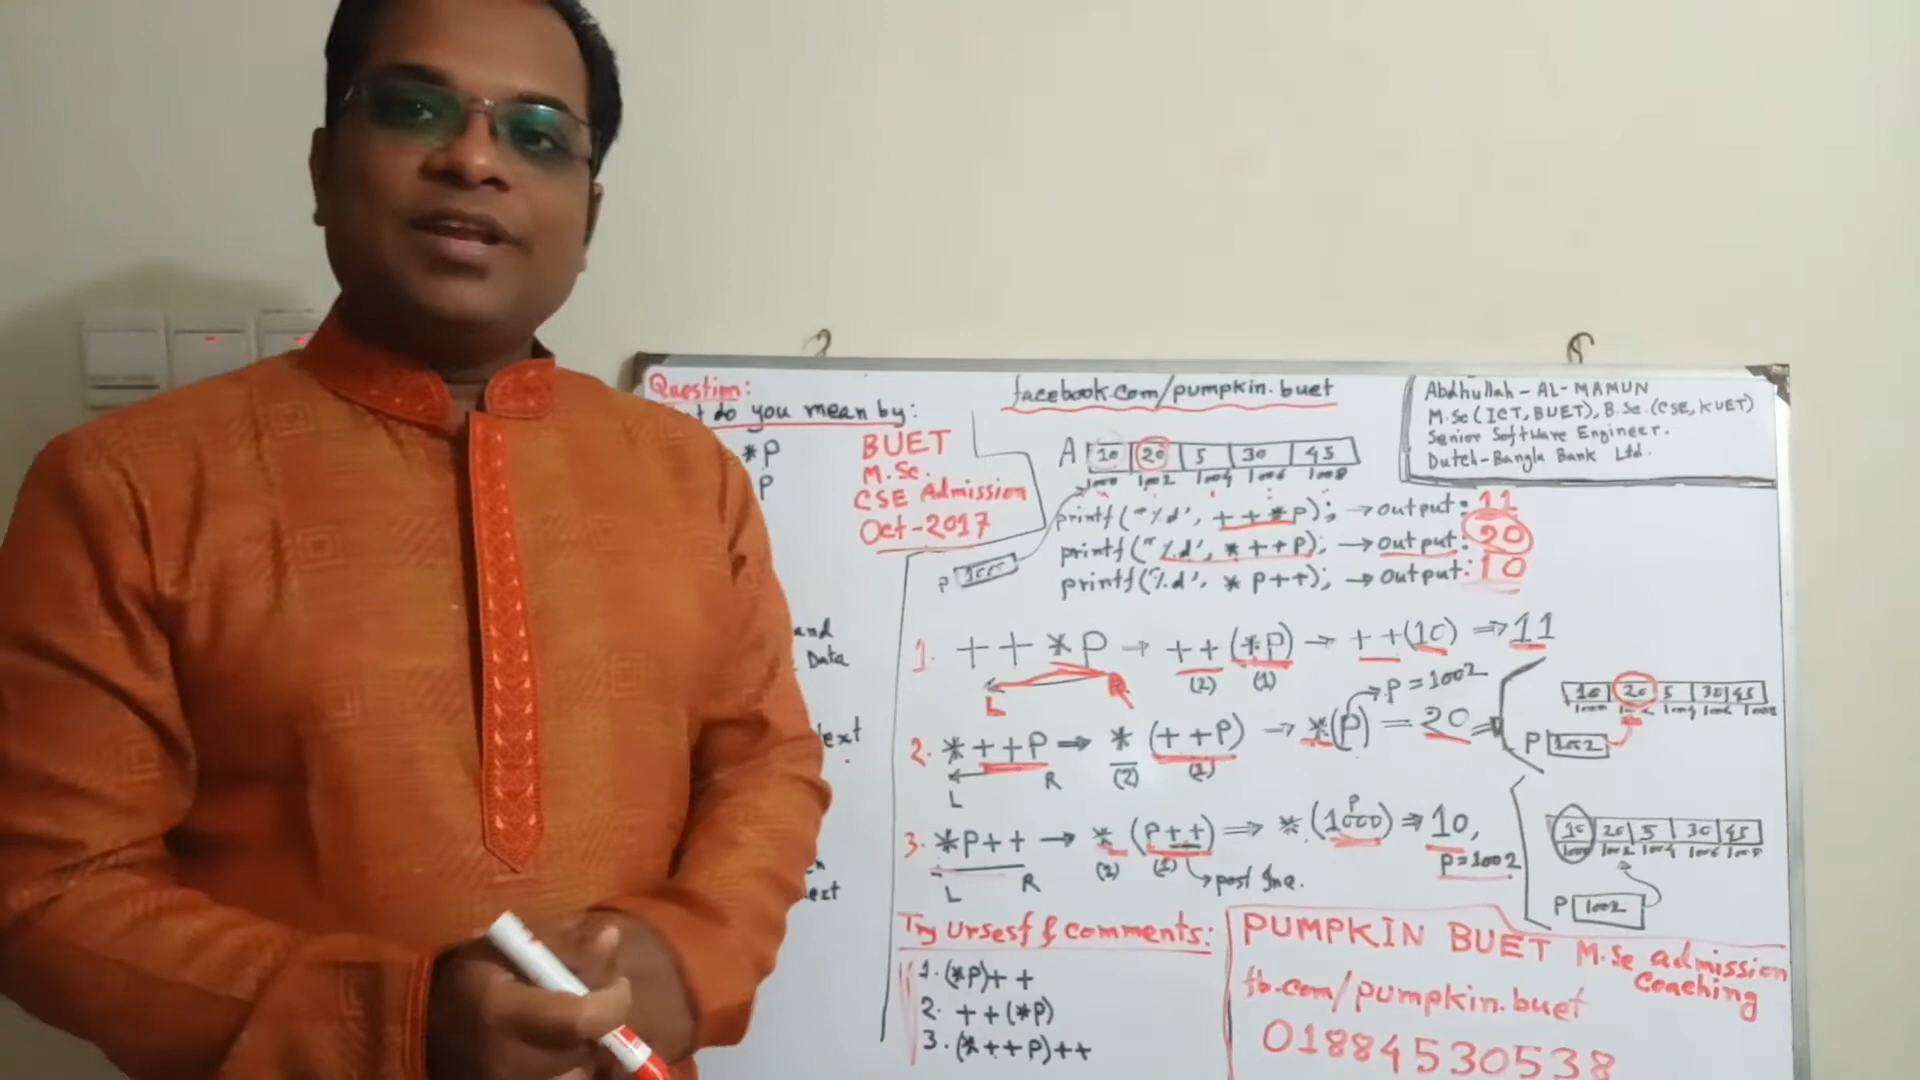 Question:
do you mean by:
*P
P
BUET
M.Sc.
CSE Admission
Oct-2017
and
Data
facebook.com/pumpkin.buet
Abdhullah-AL-MAMUN
M.Sc(ICT, BUET), B.Sc.(CSE, KUET)
Senior Software Engineer.
Dutch-Bangla Bank Ltd.
A 10 20 5 30 45
1000 1002 1004 1006 1008
P 1000
printf("%d", ++*P); → output: 11
printf("%d", *++P); → output: 20
printf("%d", *P++); → output: 10
1. ++*P → ++(*P) → ++(10) ⇒ 11
L R (2) (1)
P=1002
2. *++P ⇒ *(++P) → *(P) = 20 ⇒
L R (2) (1)
10 20 5 30 45
1000 1002 1004 1006 1008
P 1002
3. *P++ → *(P++) ⇒ *(1000) ⇒ 10,
P
P=1002
L R (2) (1) post Inc.
10 20 5 30 45
1000 1002 1004 1006 1008
P 1002
Try Urself & comments:
1. (*P)++
2. ++(*P)
3. (*++P)++
PUMPKIN BUET M.Sc admission
coaching
fb.com/pumpkin.buet
01884530538